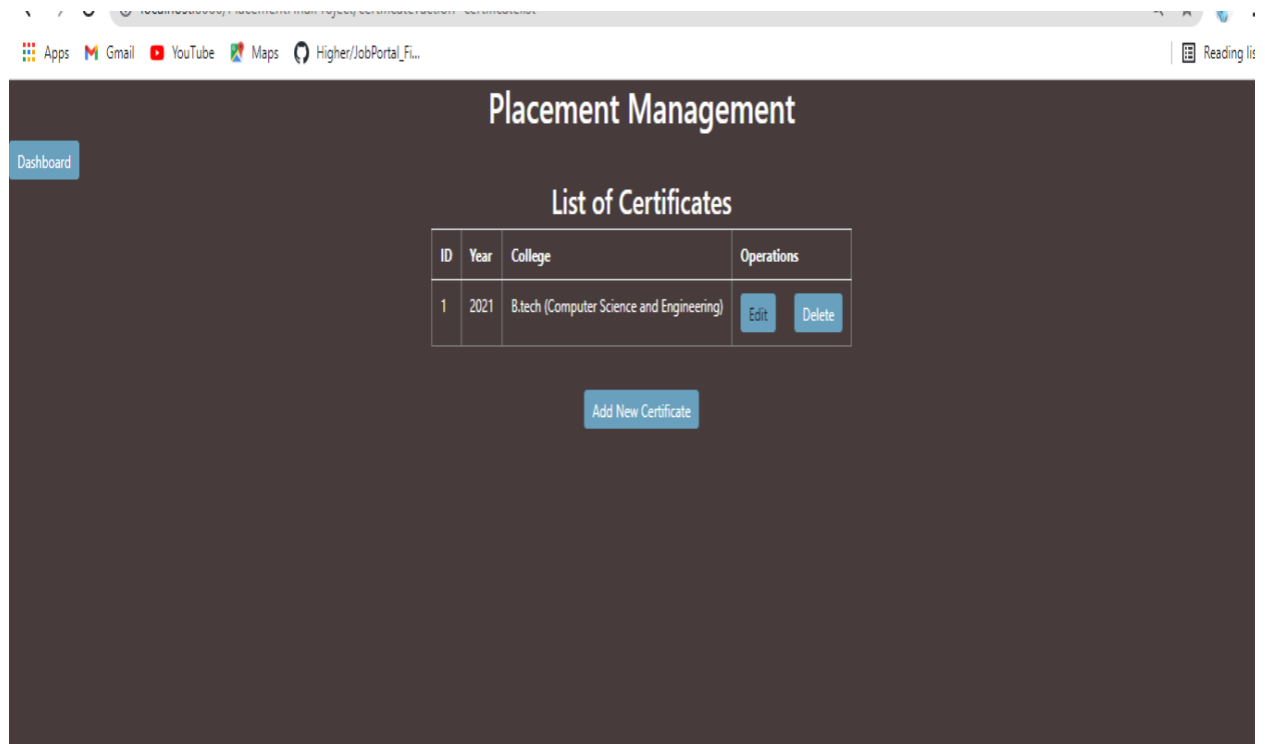 Apps Gmail YouTube Maps Higher/JobPortal_Fi... Reading lis
Placement Management
Dashboard
List of Certificates
ID Year College Operations
1 2021 B.tech (Computer Science and Engineering) Edit Delete
Add New Certificate